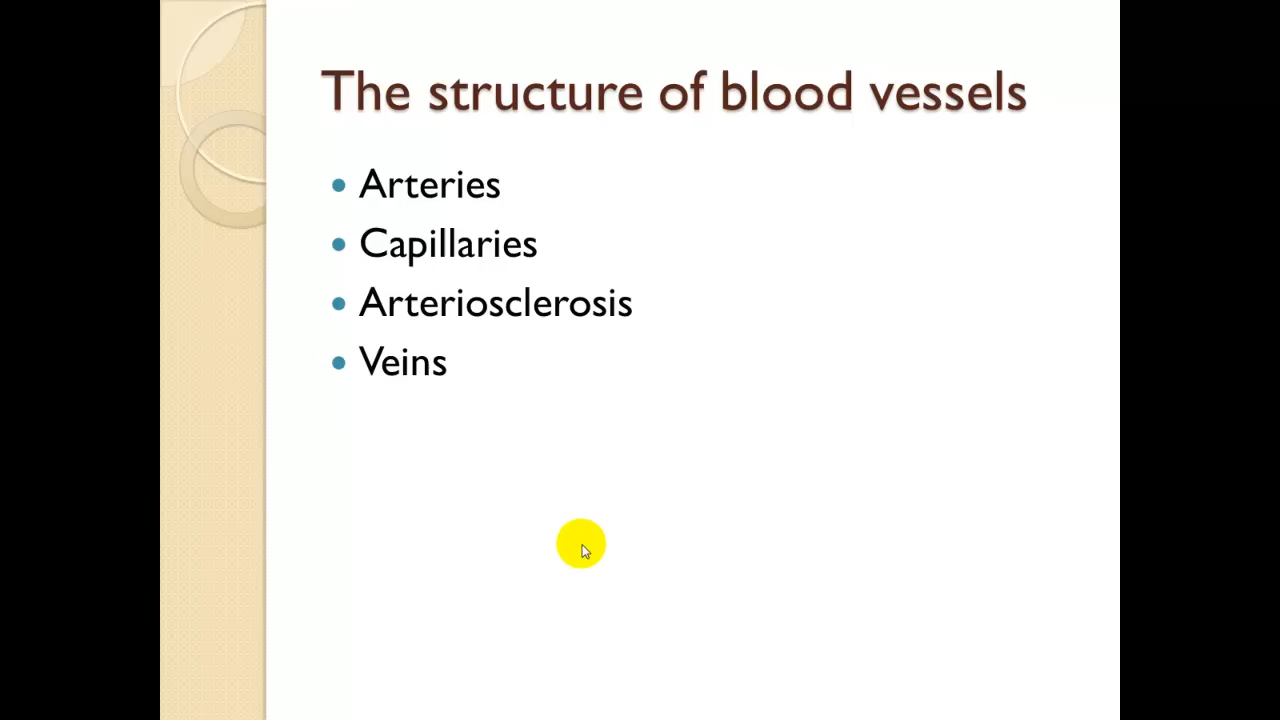 The structure of blood vessels
Arteries
Capillaries
Arteriosclerosis
Veins